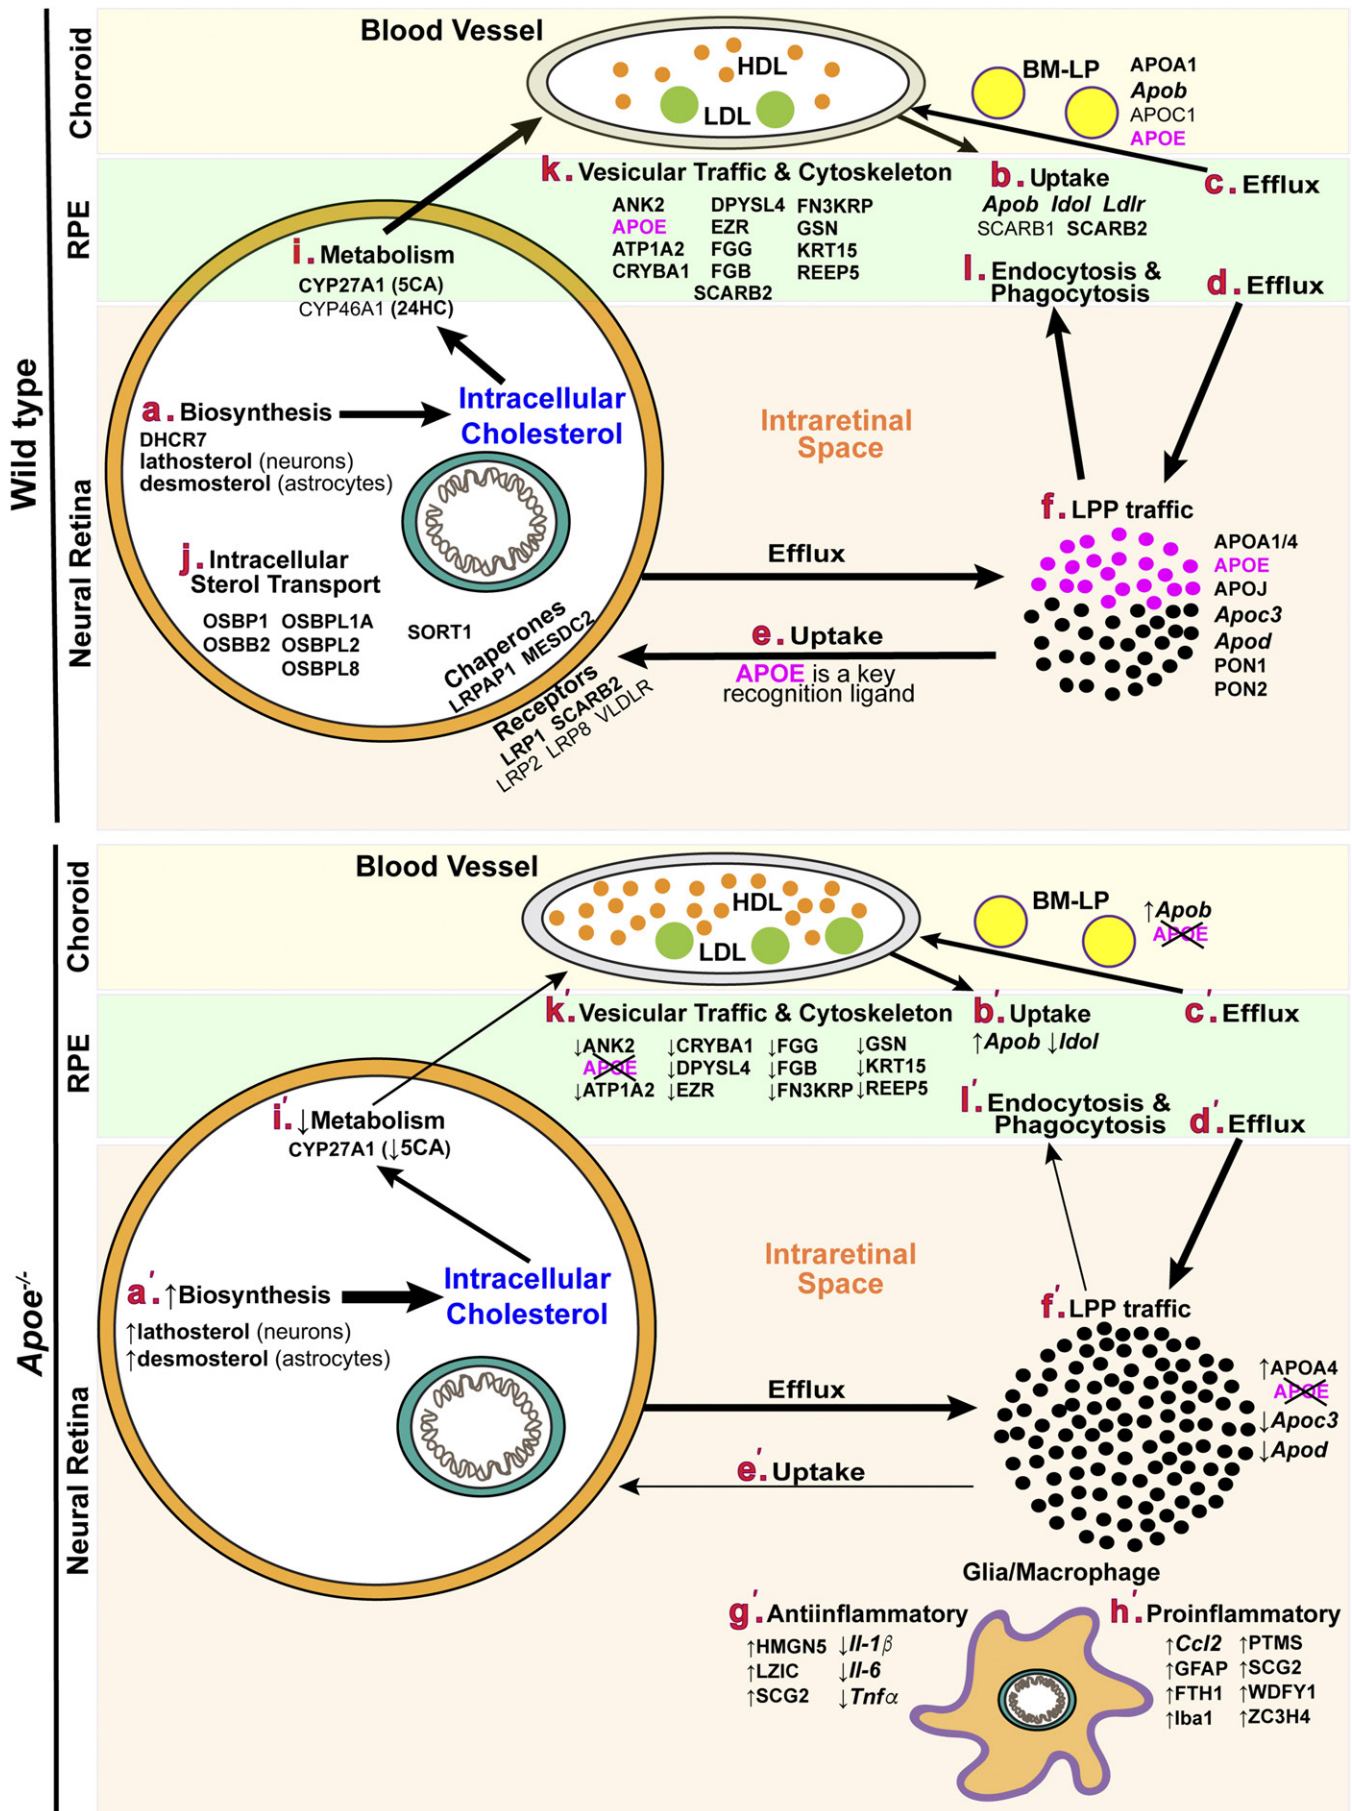 Wild type
Choroid
Blood Vessel
HDL
LDL
BM-LP
APOA1
Apob
APOC1
APOE
RPE
k. Vesicular Traffic & Cytoskeleton
ANK2 DPYSL4 FN3KRP
APOE EZR GSN
ATP1A2 FGG KRT15
CRYBA1 FGB REEP5
SCARB2
b. Uptake
Apob Idol Ldlr
SCARB1 SCARB2
c. Efflux
i. Metabolism
CYP27A1 (5CA)
CYP46A1 (24HC)
l. Endocytosis &
Phagocytosis
d. Efflux
Neural Retina
a. Biosynthesis
DHCR7
lathosterol (neurons)
desmosterol (astrocytes)
Intracellular
Cholesterol
Intraretinal
Space
j. Intracellular
Sterol Transport
OSBP1 OSBPL1A
OSBB2 OSBPL2
OSBPL8
SORT1
Chaperones
LRPAP1 MESDC2
Receptors
LRP1 SCARB2
LRP2 LRP8 VLDLR
Efflux
e. Uptake
APOE is a key
recognition ligand
f. LPP traffic
APOA1/4
APOE
APOJ
Apoc3
Apod
PON1
PON2
Apoe-/-
Choroid
Blood Vessel
HDL
LDL
BM-LP
↑Apob
APOE
RPE
k′. Vesicular Traffic & Cytoskeleton
↓ANK2 ↓CRYBA1 ↓FGG ↓GSN
APOE ↓DPYSL4 ↓FGB ↓KRT15
↓ATP1A2 ↓EZR ↓FN3KRP ↓REEP5
b′. Uptake
↑Apob ↓Idol
c′. Efflux
i′. ↓Metabolism
CYP27A1 (↓5CA)
l′. Endocytosis &
Phagocytosis
d′. Efflux
Neural Retina
a′. ↑Biosynthesis
↑lathosterol (neurons)
↑desmosterol (astrocytes)
Intracellular
Cholesterol
Intraretinal
Space
Efflux
e′. Uptake
f′. LPP traffic
↑APOA4
APOE
↓Apoc3
↓Apod
Glia/Macrophage
g′. Antiinflammatory
↑HMGN5 ↓Il-1β
↑LZIC ↓Il-6
↑SCG2 ↓Tnfα
h′. Proinflammatory
↑Ccl2 ↑PTMS
↑GFAP ↑SCG2
↑FTH1 ↑WDFY1
↑Iba1 ↑ZC3H4